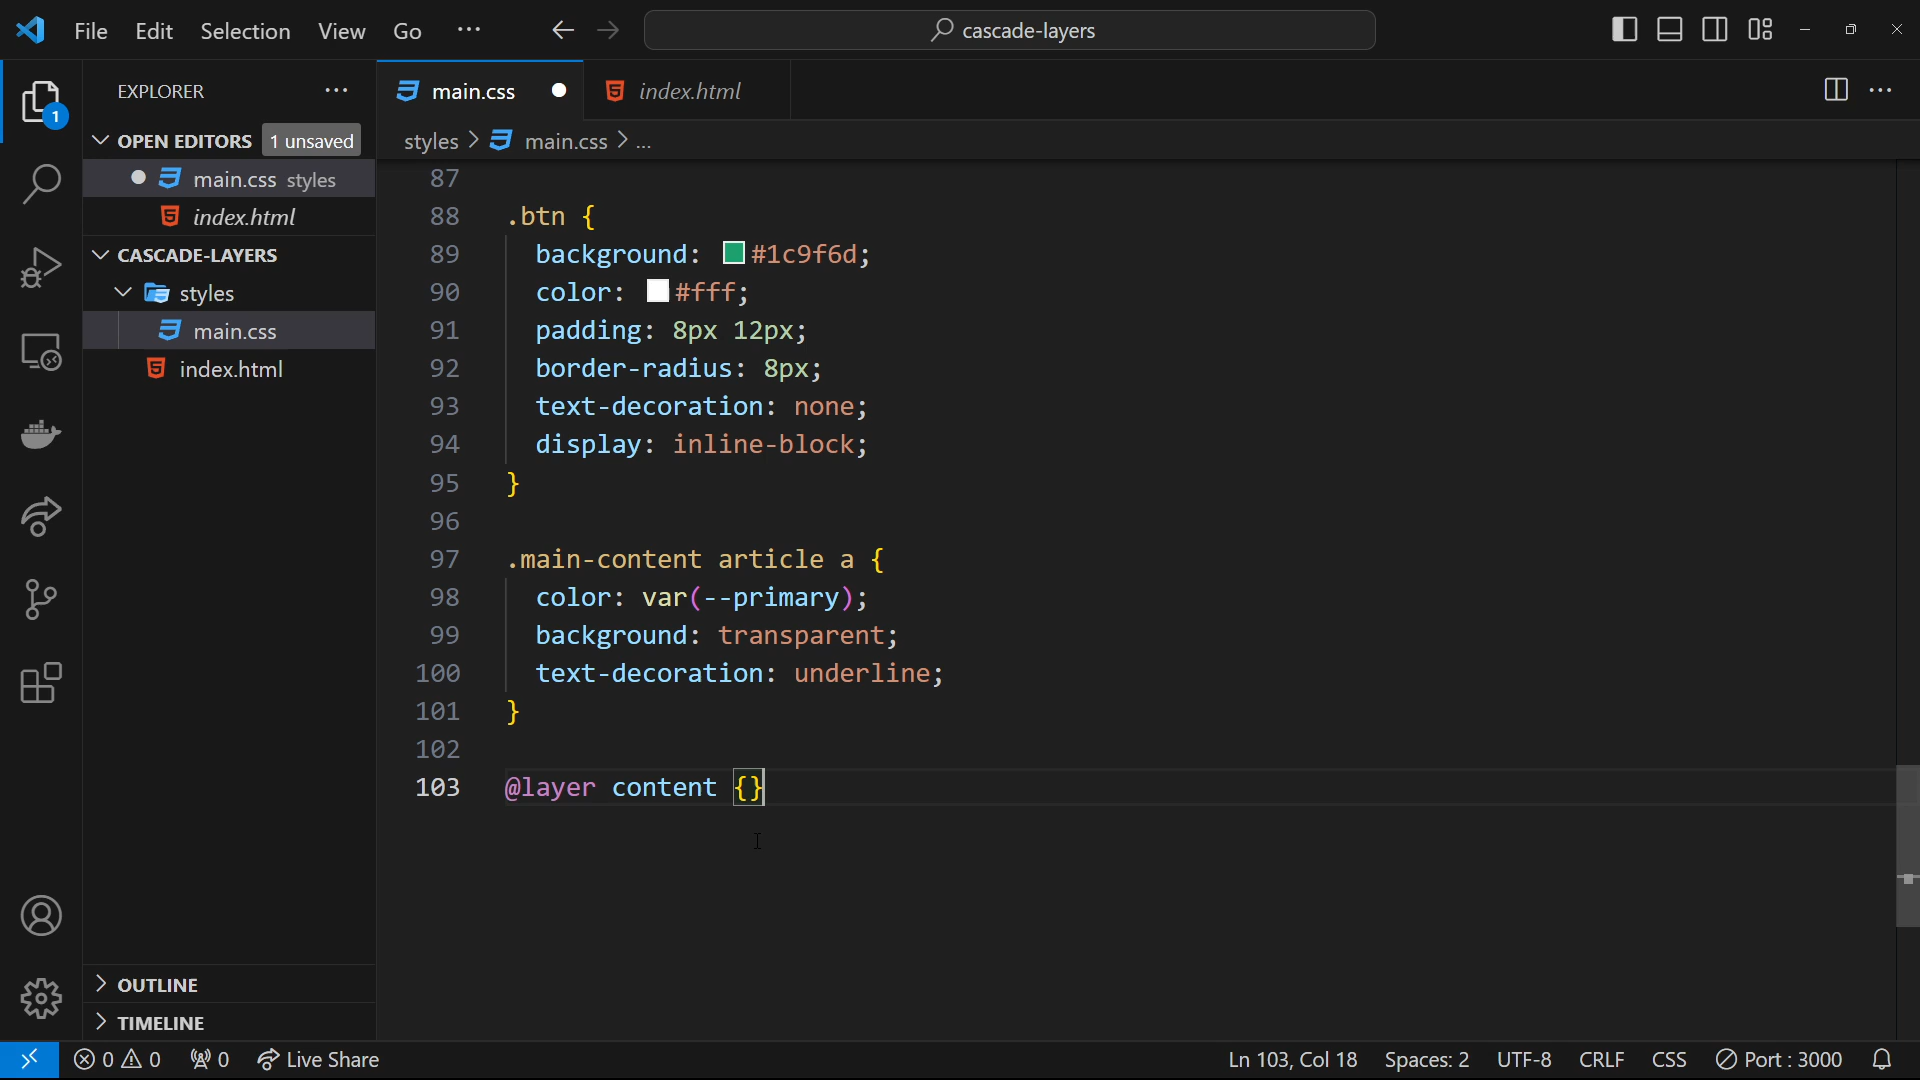 File Edit Selection View Go ···
cascade-layers
EXPLORER ···
OPEN EDITORS 1 unsaved
main.css styles
index.html
CASCADE-LAYERS
styles
main.css
index.html
OUTLINE
TIMELINE
1
main.css
index.html
styles > main.css > ...
87
88 .btn {
89 background: #1c9f6d;
90 color: #fff;
91 padding: 8px 12px;
92 border-radius: 8px;
93 text-decoration: none;
94 display: inline-block;
95 }
96
97 .main-content article a {
98 color: var(--primary);
99 background: transparent;
100 text-decoration: underline;
101 }
102
103 @layer content {}
0 0 0 Live Share Ln 103, Col 18 Spaces: 2 UTF-8 CRLF CSS Port : 3000